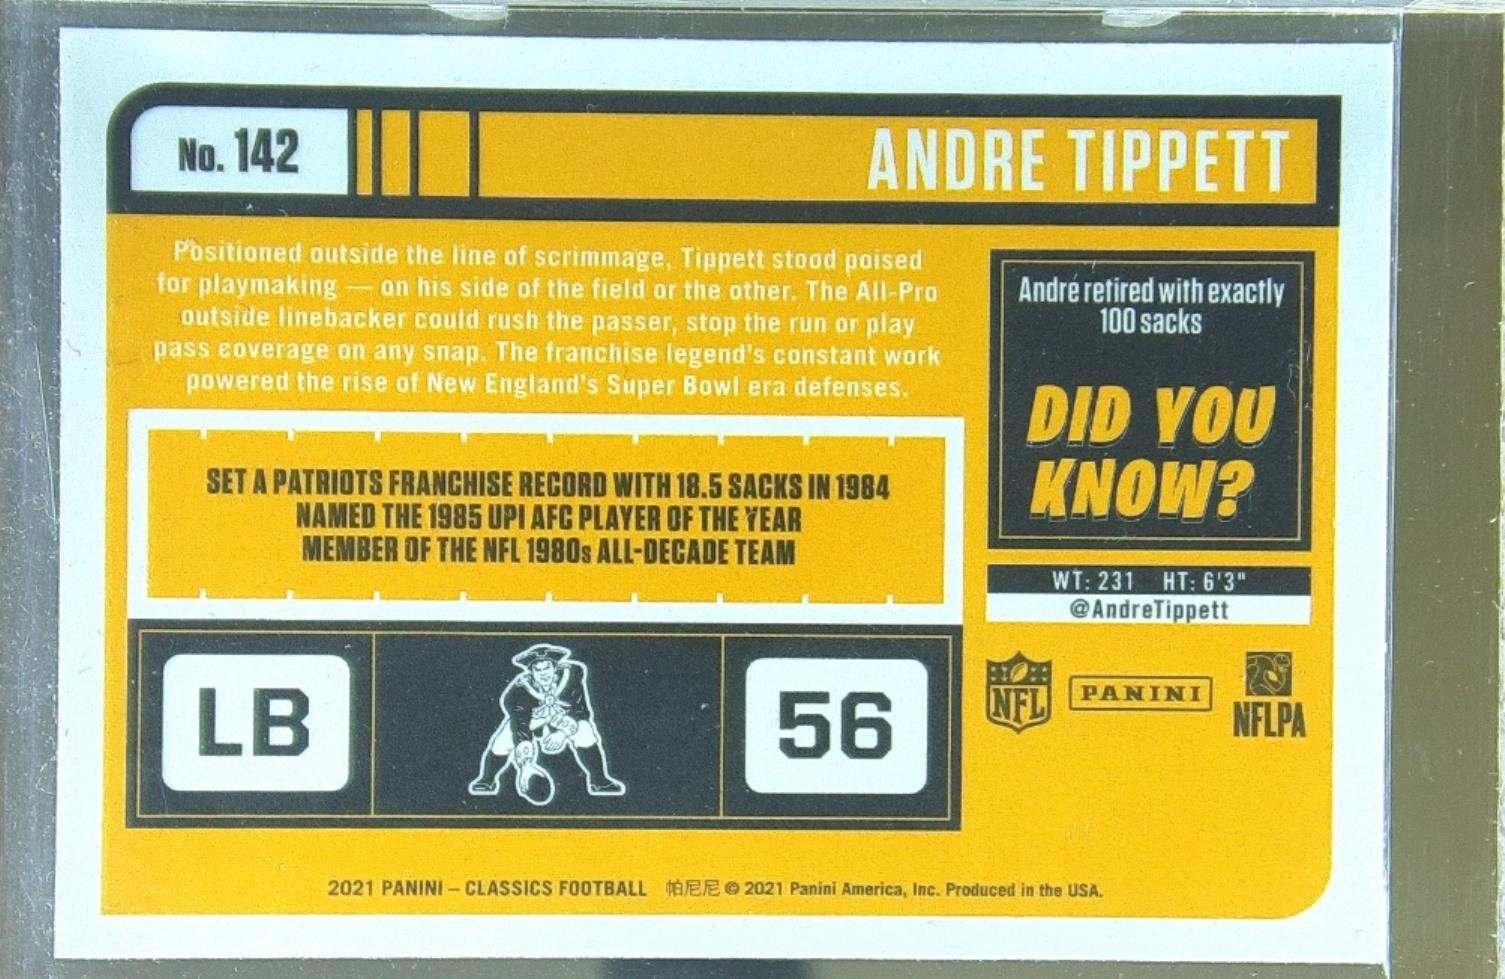 No. 142
ANDRE TIPPETT
Positioned outside the line of scrimmage, Tippett stood poised
for playmaking — on his side of the field or the other. The All-Pro
outside linebacker could rush the passer, stop the run or play
pass coverage on any snap. The franchise legend's constant work
powered the rise of New England's Super Bowl era defenses.
André retired with exactly
100 sacks
DID YOU
KNOW?
SET A PATRIOTS FRANCHISE RECORD WITH 18.5 SACKS IN 1984
NAMED THE 1985 UPI AFC PLAYER OF THE YEAR
MEMBER OF THE NFL 1980s ALL-DECADE TEAM
WT: 231 HT: 6'3"
@AndreTippett
LB
56
NFL
PANINI
NFLPA
2021 PANINI – CLASSICS FOOTBALL 帕尼尼 © 2021 Panini America, Inc. Produced in the USA.